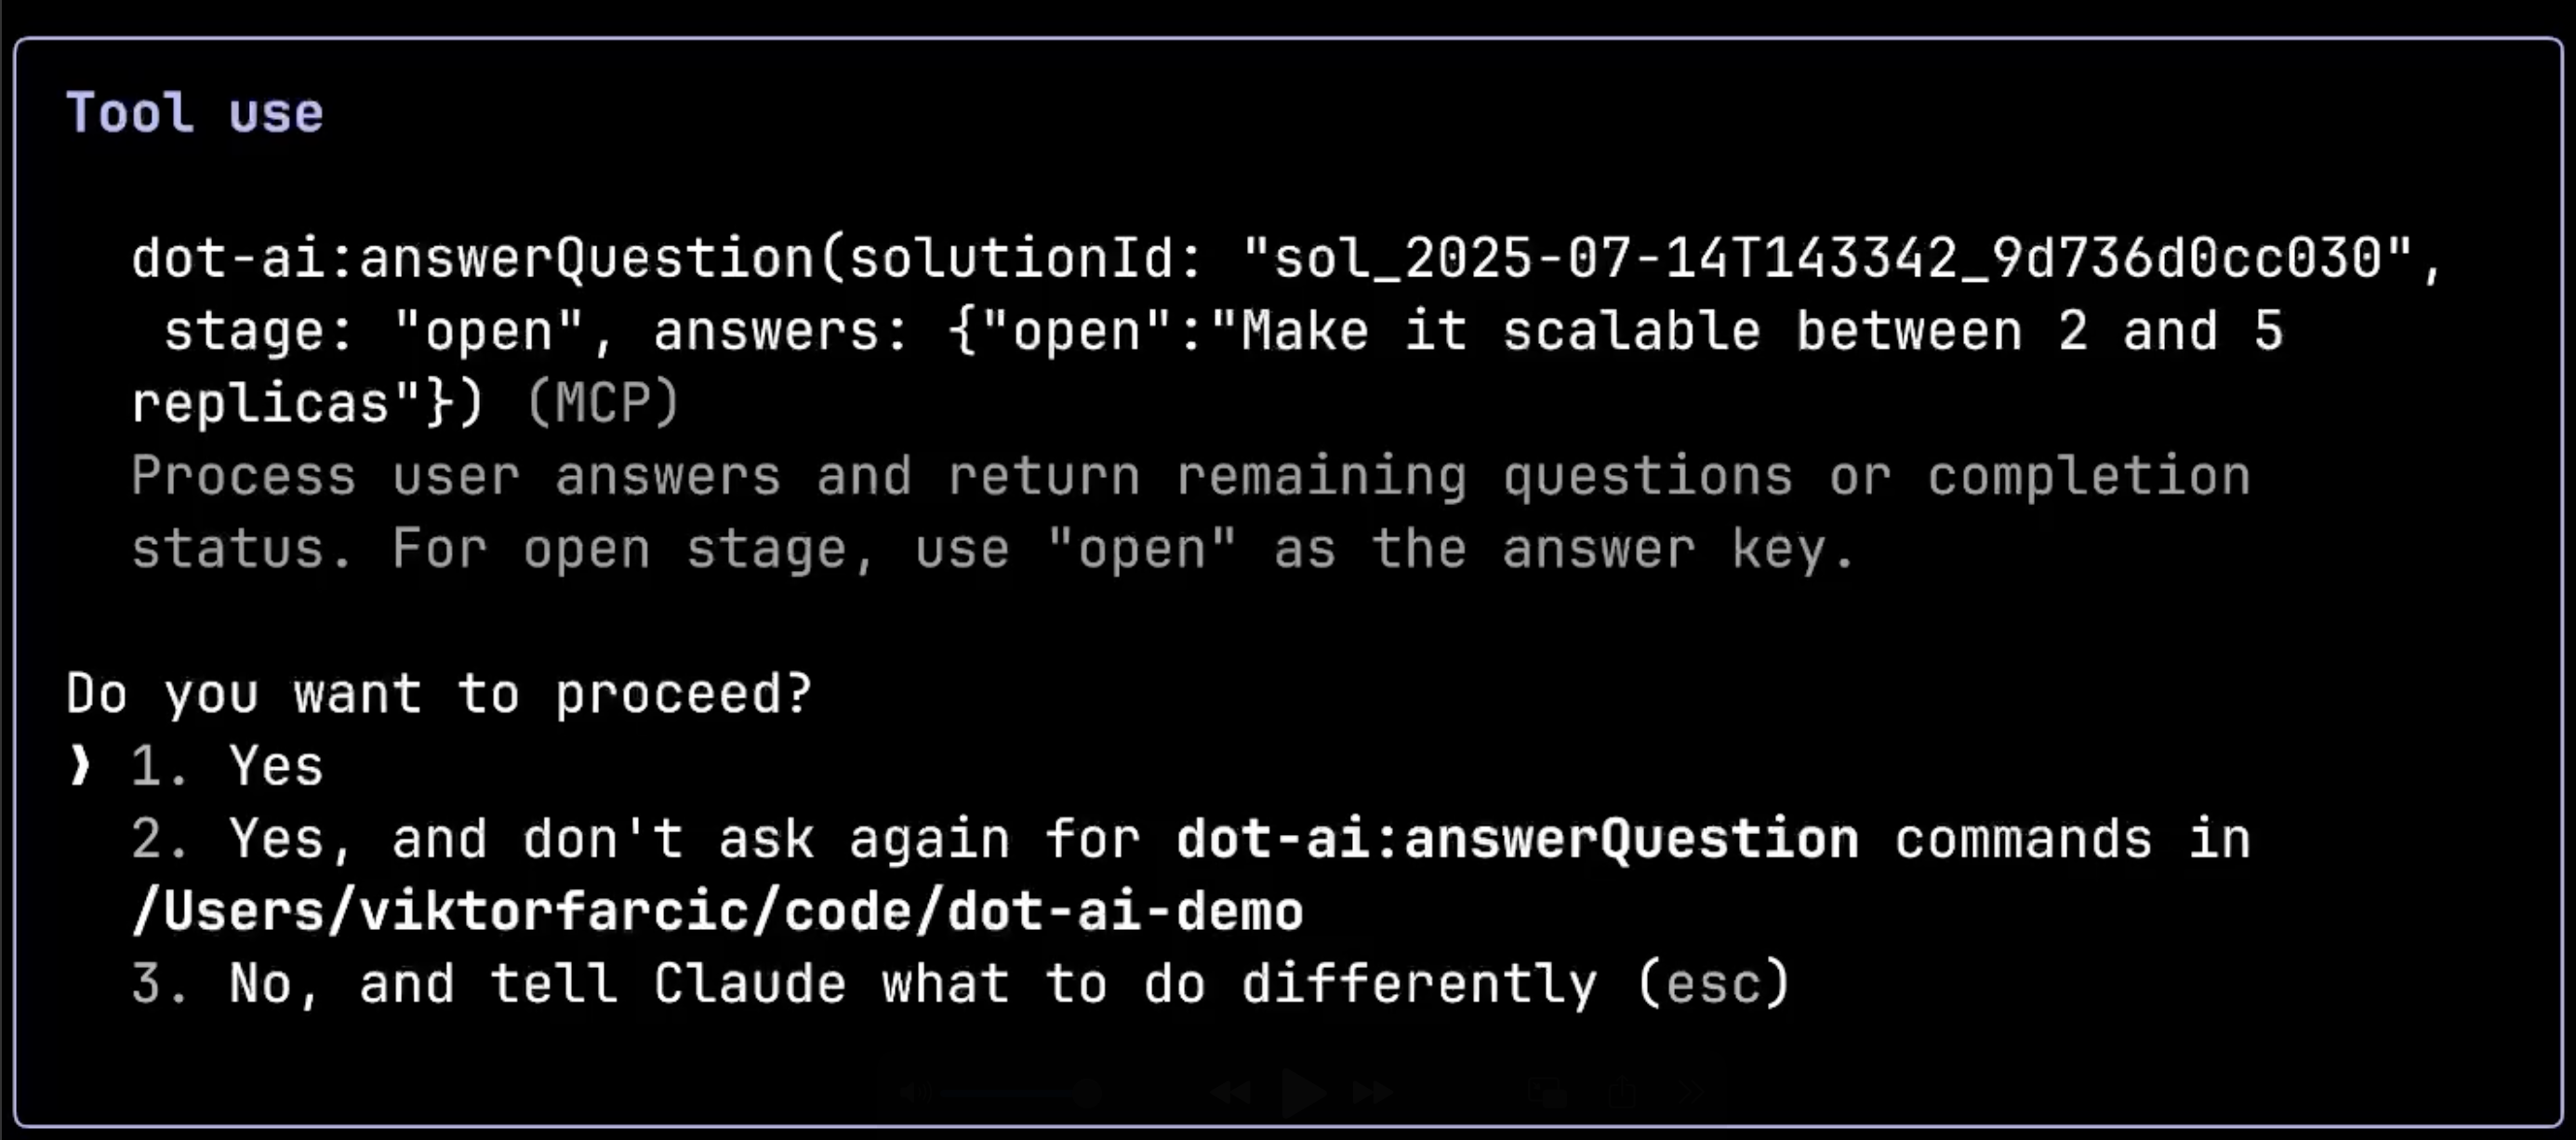 Tool use
dot-ai:answerQuestion(solutionId: "sol_2025-07-14T143342_9d736d0cc030",
stage: "open", answers: {"open":"Make it scalable between 2 and 5
replicas"}) (MCP)
Process user answers and return remaining questions or completion
status. For open stage, use "open" as the answer key.
Do you want to proceed?
❯ 1. Yes
2. Yes, and don't ask again for dot-ai:answerQuestion commands in
/Users/viktorfarcic/code/dot-ai-demo
3. No, and tell Claude what to do differently (esc)